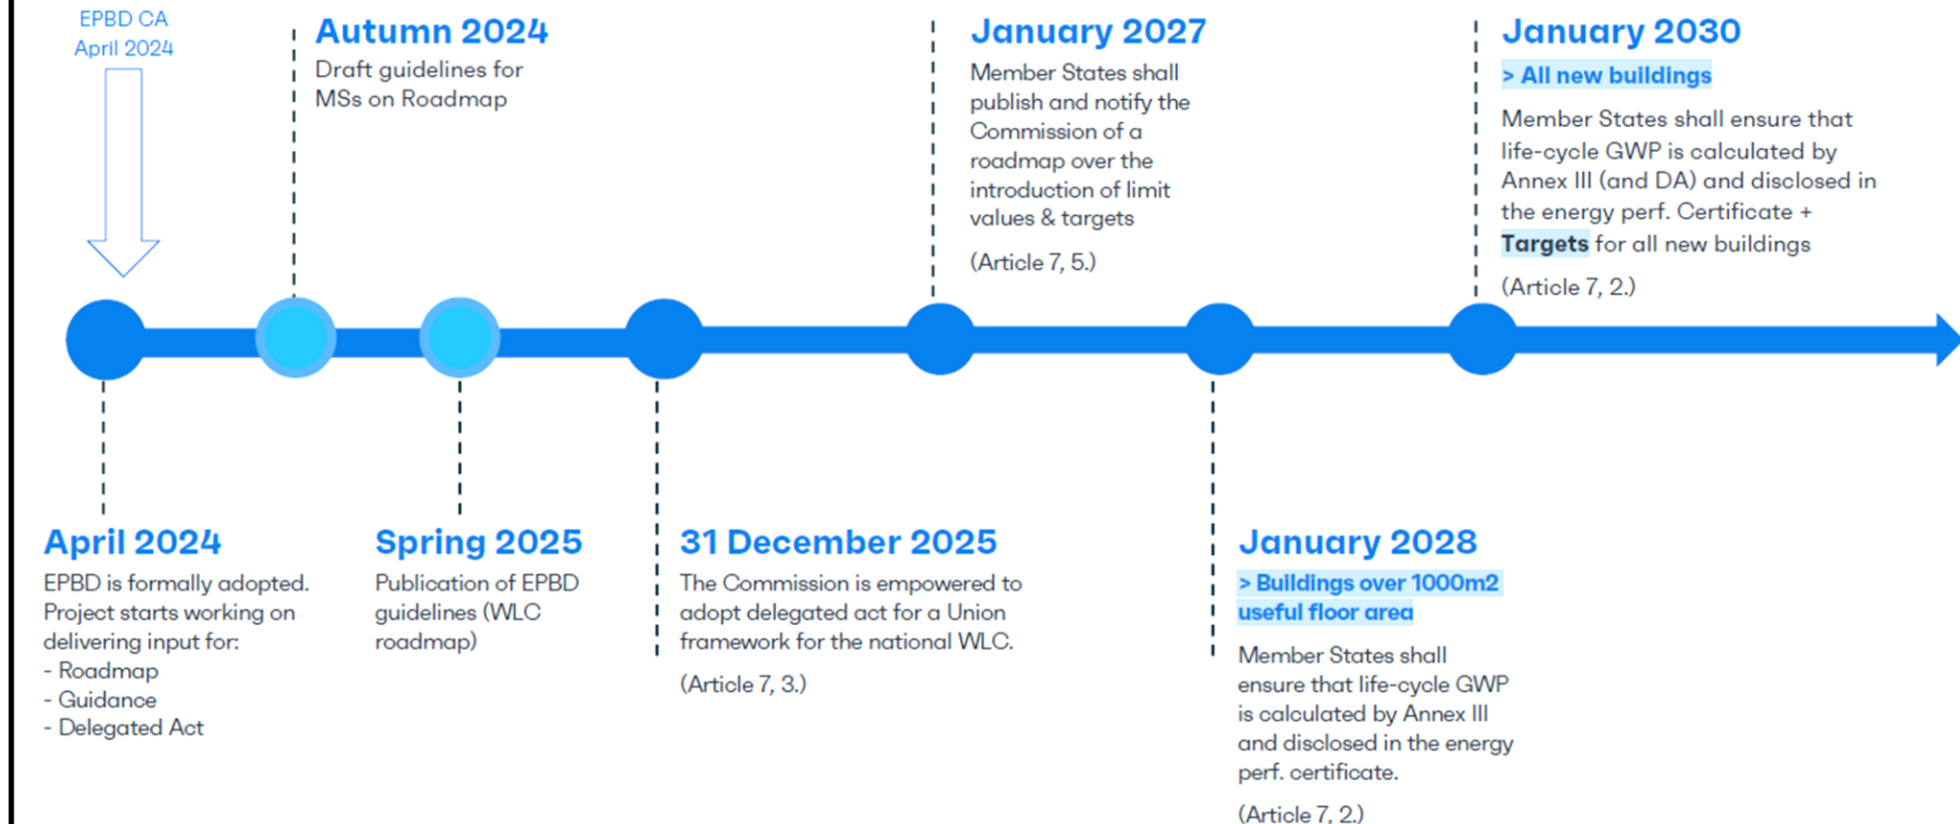 EPBD CA
April 2024
Autumn 2024
Draft guidelines for
MSs on Roadmap
January 2027
Member States shall
publish and notify the
Commission of a
roadmap over the
introduction of limit
values & targets
(Article 7, 5.)
January 2030
> All new buildings
Member States shall ensure that
life-cycle GWP is calculated by
Annex III (and DA) and disclosed in
the energy perf. Certificate +
Targets for all new buildings
(Article 7, 2.)
April 2024
EPBD is formally adopted.
Project starts working on
delivering input for:
- Roadmap
- Guidance
- Delegated Act
Spring 2025
Publication of EPBD
guidelines (WLC
roadmap)
31 December 2025
The Commission is empowered to
adopt delegated act for a Union
framework for the national WLC.
(Article 7, 3.)
January 2028
> Buildings over 1000m2
useful floor area
Member States shall
ensure that life-cycle GWP
is calculated by Annex III
and disclosed in the energy
perf. certificate.
(Article 7, 2.)